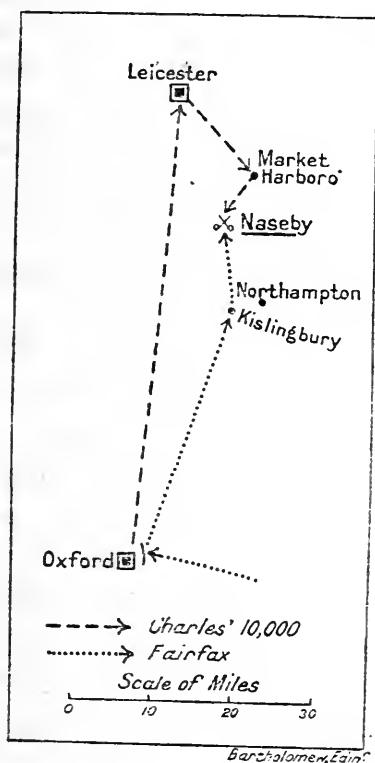 Leicester
Market
Harboro'
Naseby
Northampton
Kislingbury
Oxford
Charles' 10,000
Fairfax
Scale of Miles
0 10 20 30
Bartholomew, Edinr